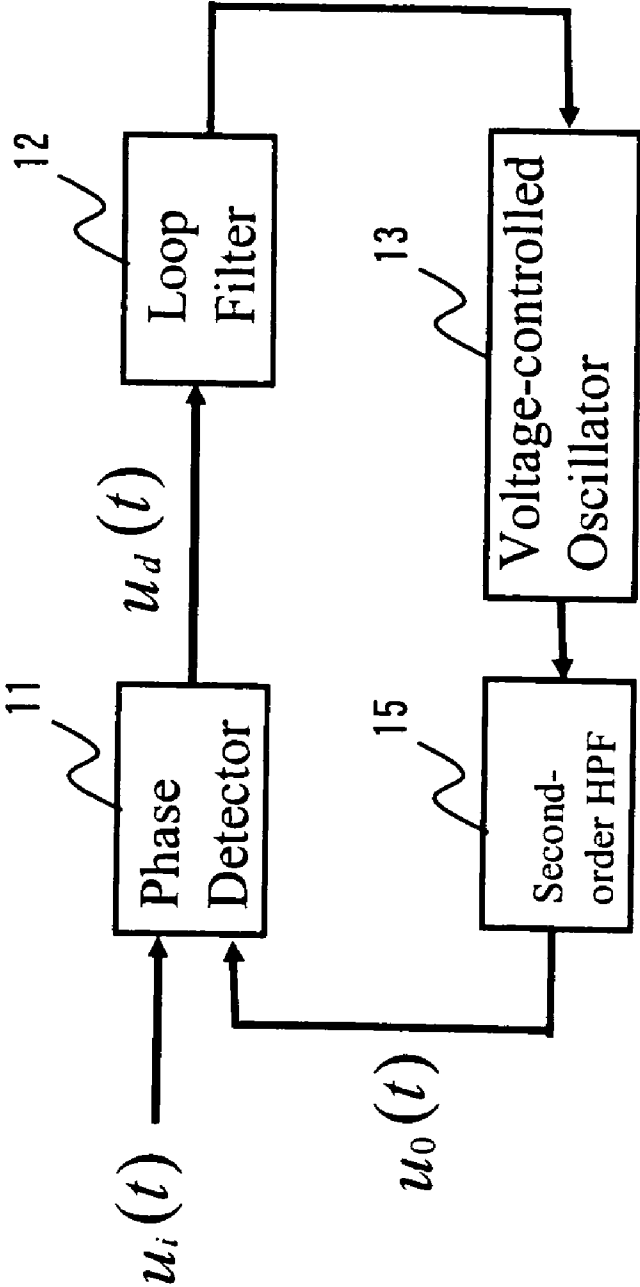 11
12
Phase
Detector
Loop
Filter
u_i(t)
u_d(t)
u_0(t)
15
13
Second-
order HPF
Voltage-controlled
Oscillator